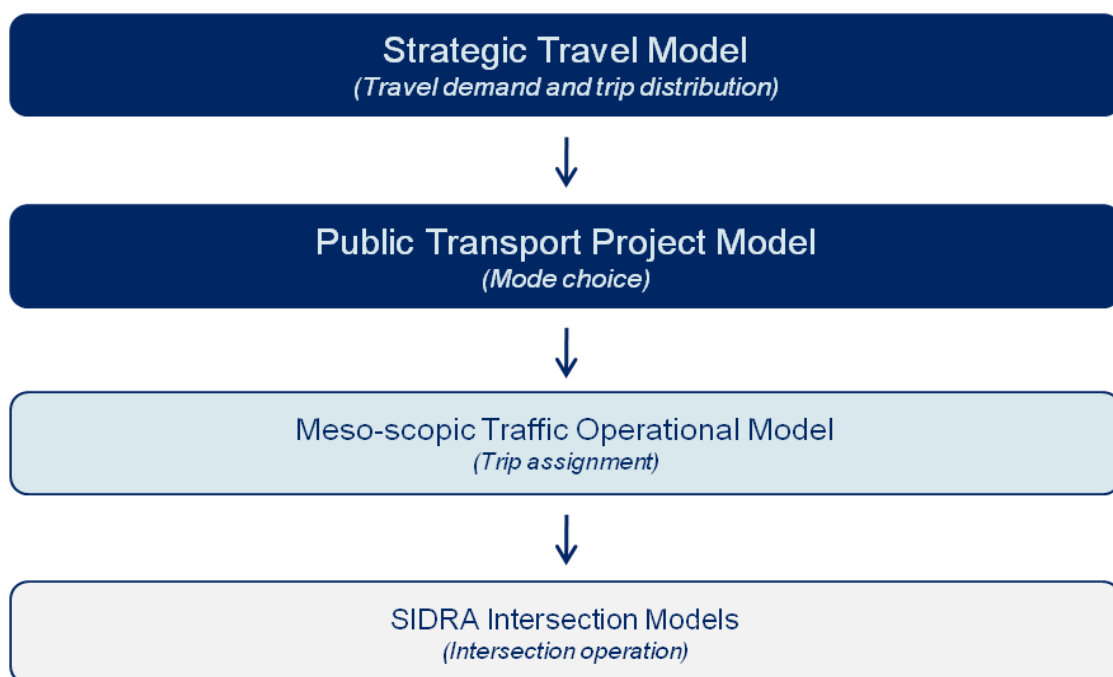 Strategic Travel Model
(Travel demand and trip distribution)
Public Transport Project Model
(Mode choice)
Meso-scopic Traffic Operational Model
(Trip assignment)
SIDRA Intersection Models
(Intersection operation)